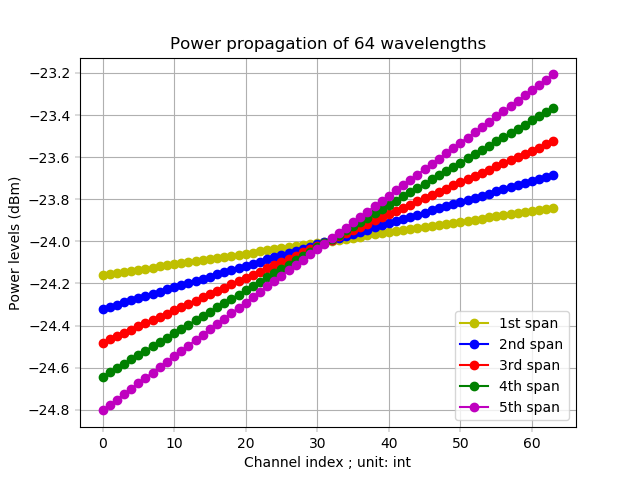 Power propagation of 64 wavelengths
Power levels (dBm)
−23.2
−23.4
−23.6
−23.8
−24.0
−24.2
−24.4
−24.6
−24.8
1st span
2nd span
3rd span
4th span
5th span
0
10
20
30
40
50
60
Channel index ; unit: int